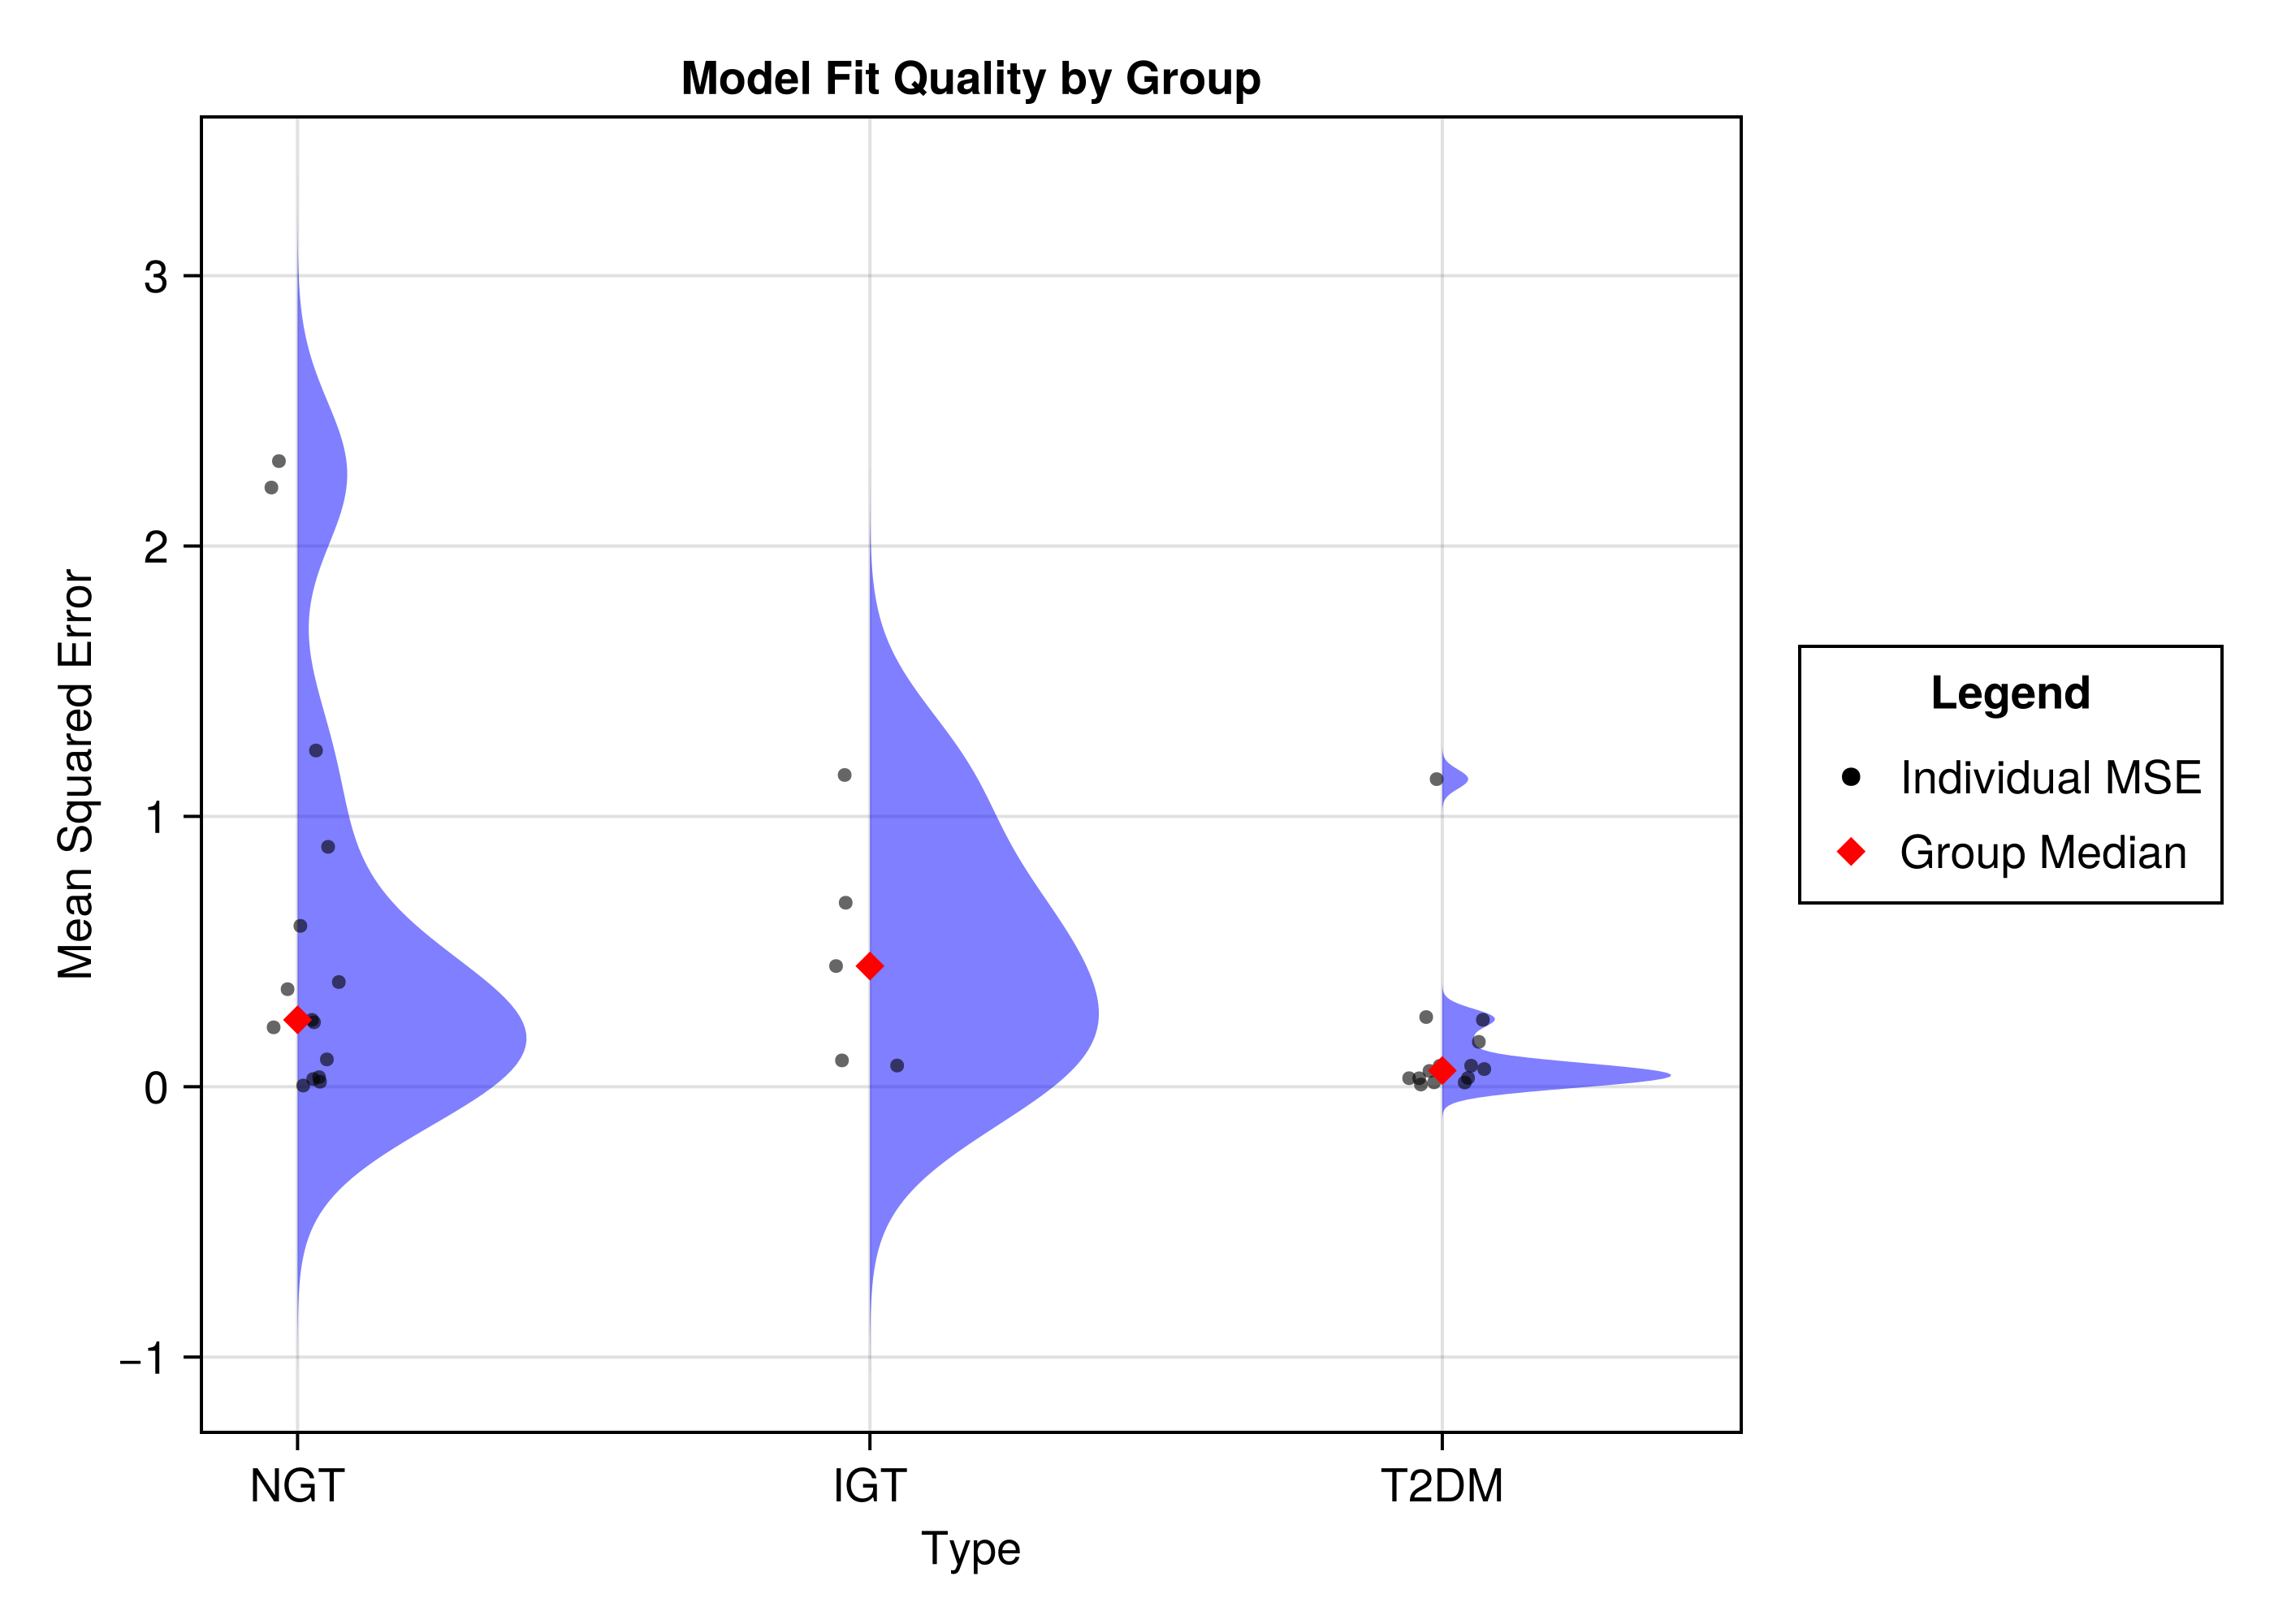 Model Fit Quality by Group
Mean Squared Error
3
2
1
0
−1
NGT
IGT
T2DM
Type
Legend
Individual MSE
Group Median